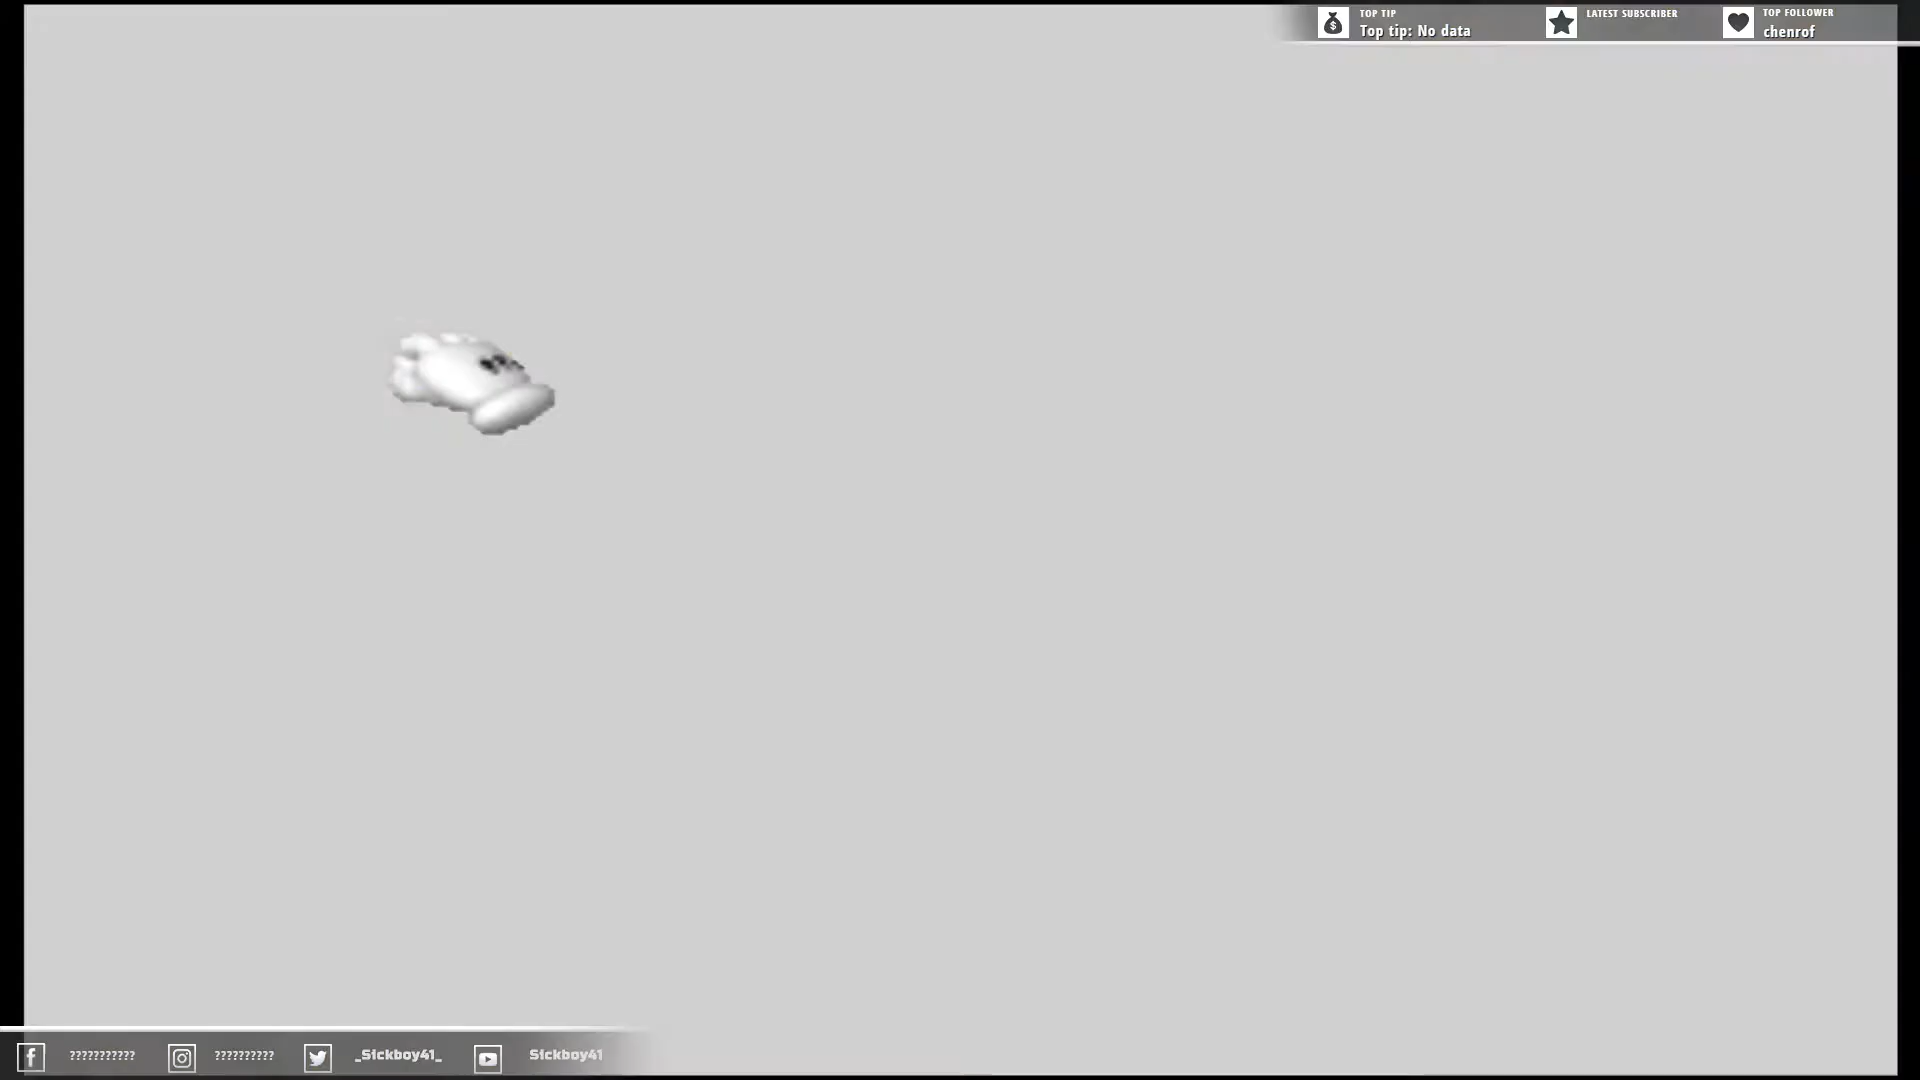 TOP TIP
Top tip: No data
LATEST SUBSCRIBER
TOP FOLLOWER
chenrof
???????????
??????????
_Sickboy41_
Sickboy41